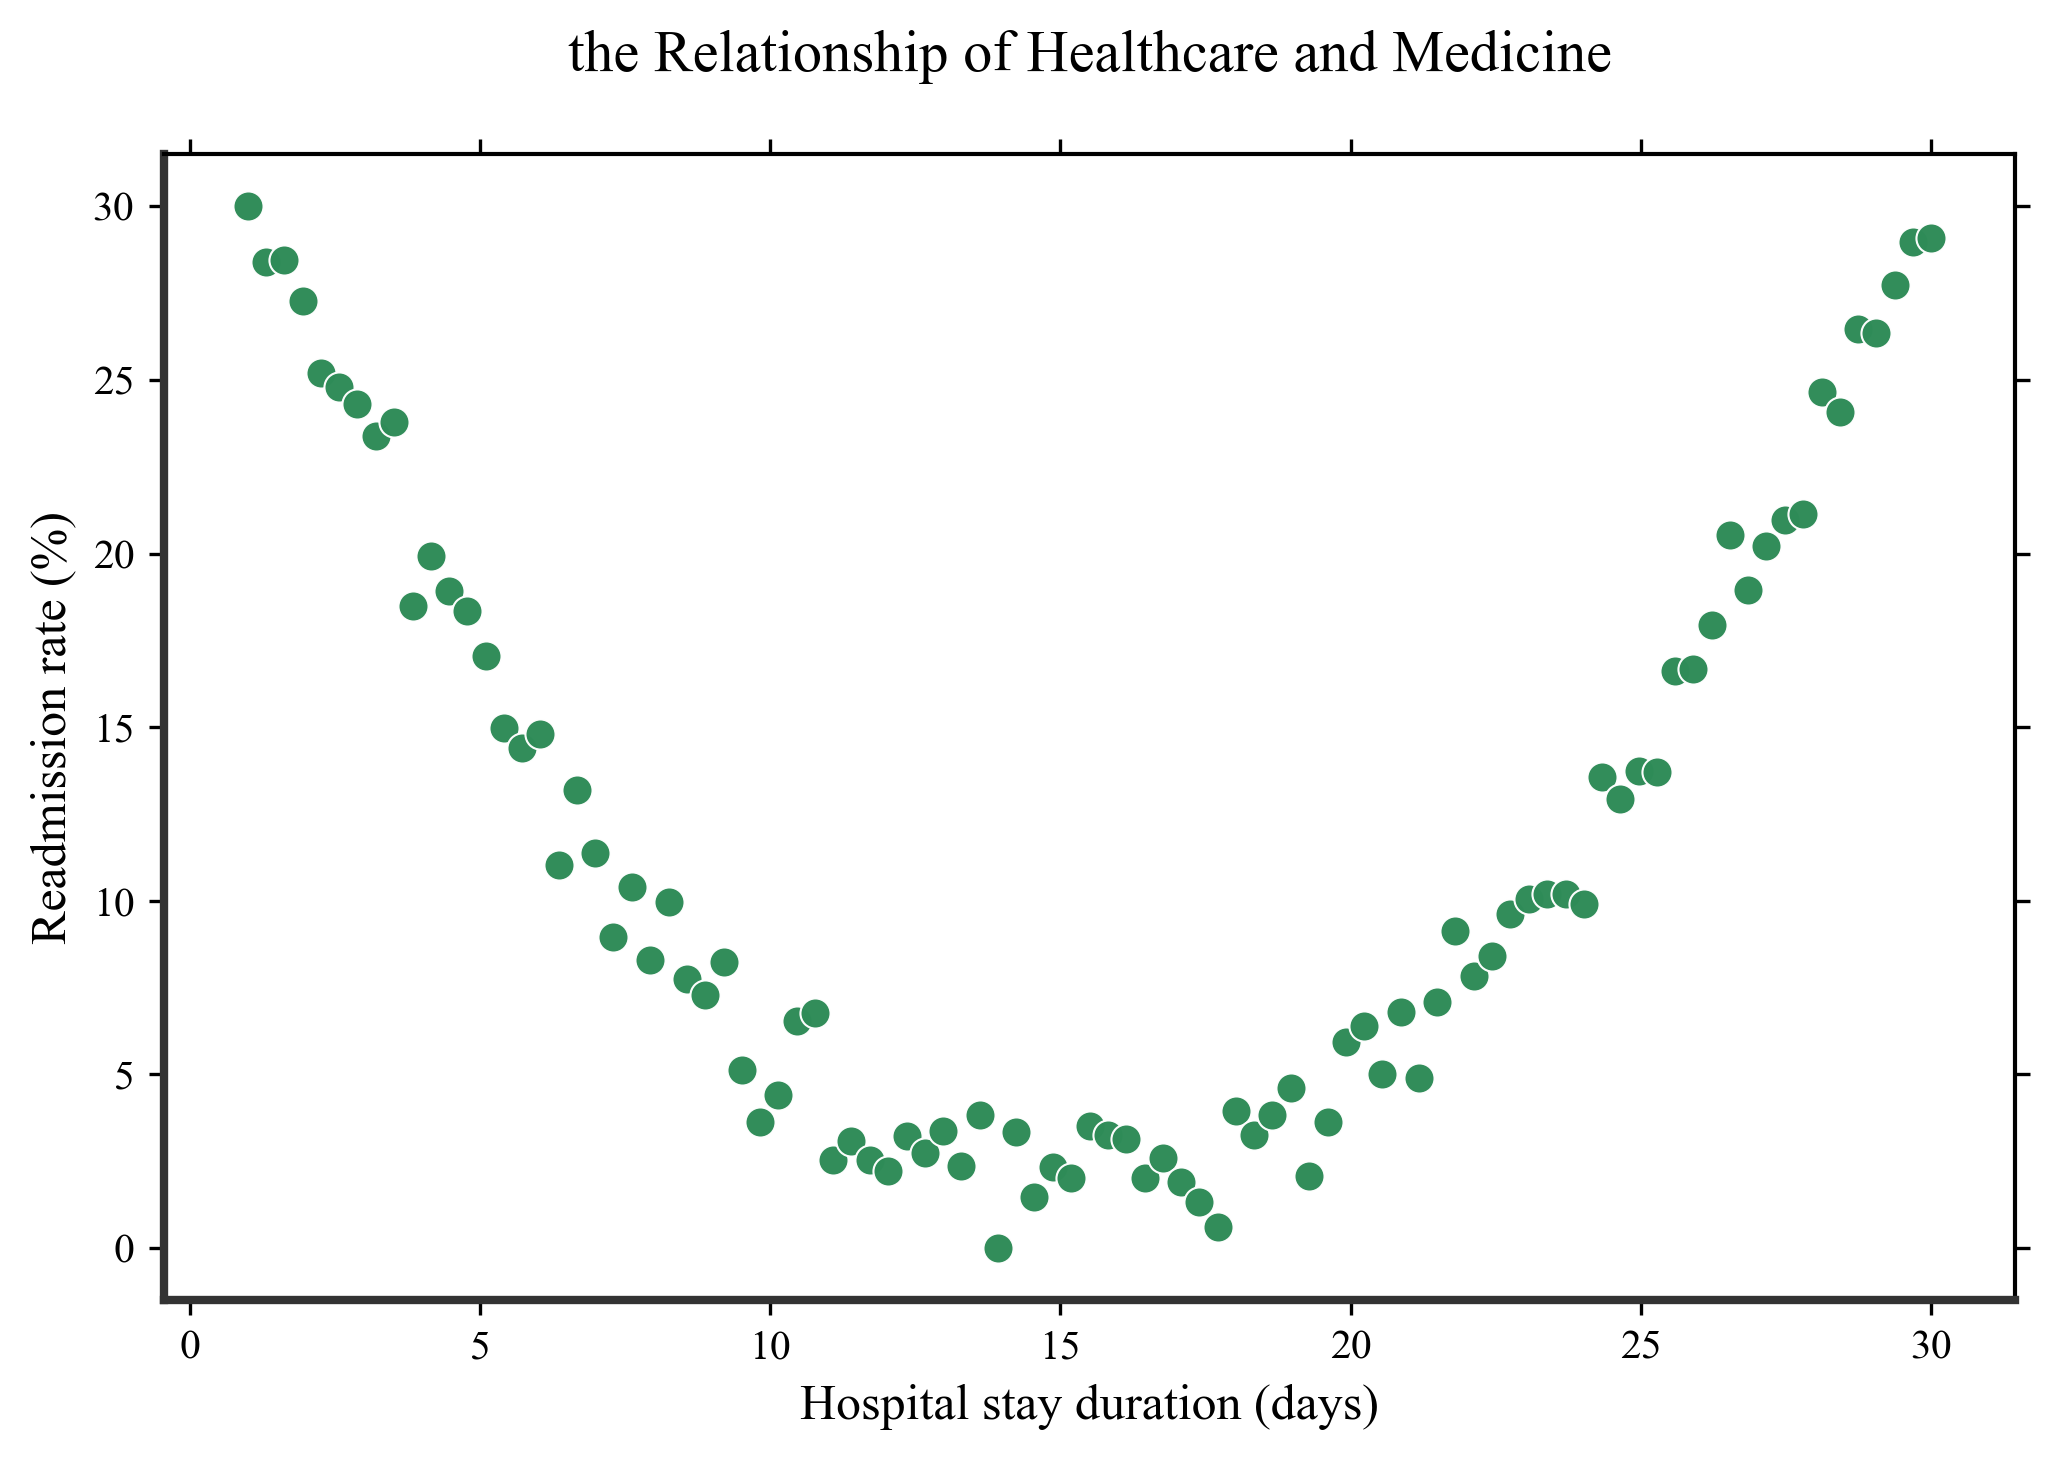 the Relationship of Healthcare and Medicine
30
25
20
15
10
5
0
Readmission rate (%)
0 5 10 15 20 25 30
Hospital stay duration (days)